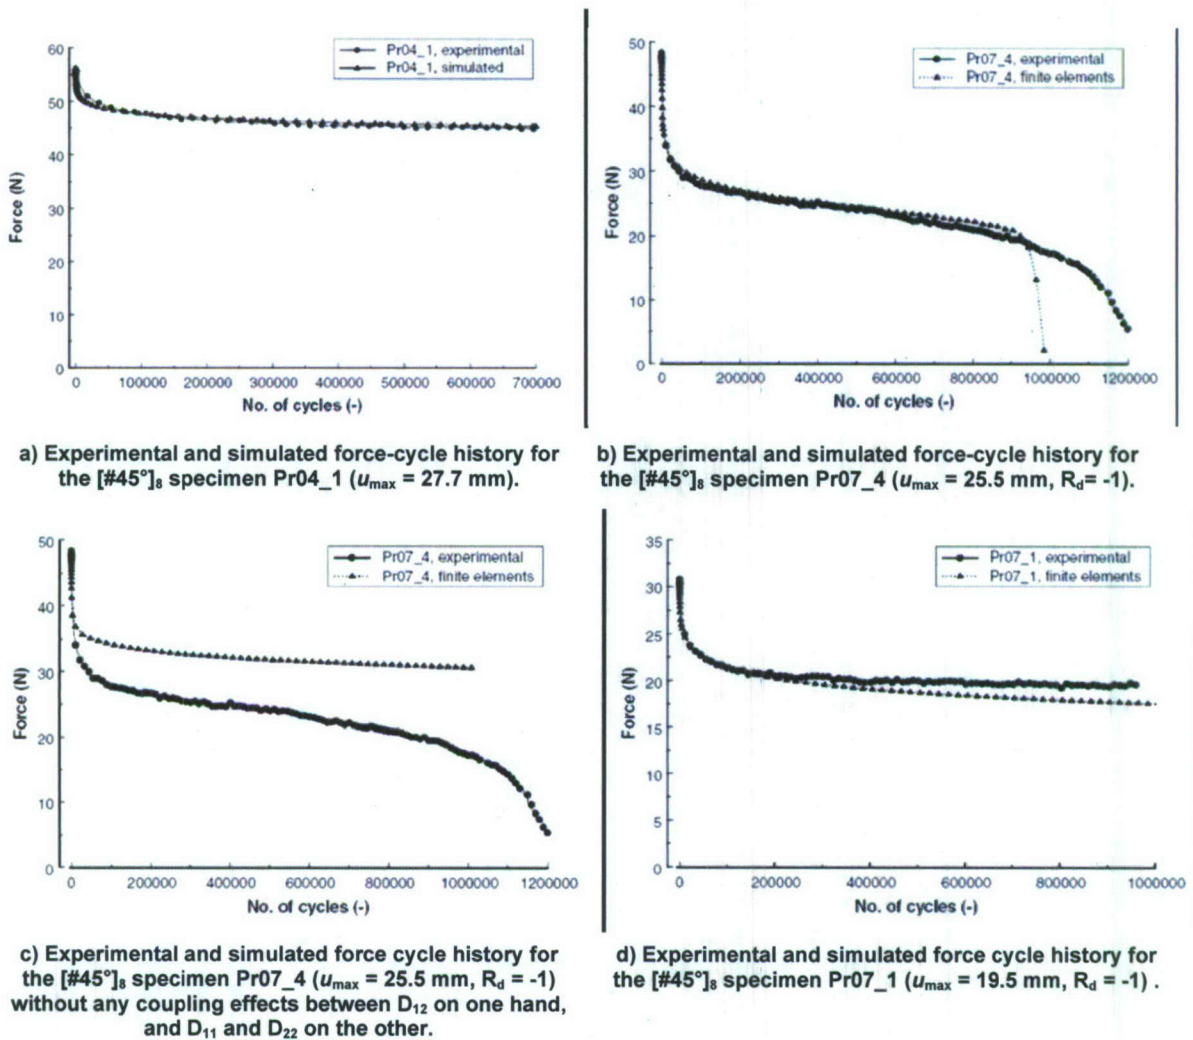 Pr04_1, experimental
Pr04_1, simulated
60
50
40
30
20
10
0
Force (N)
0 100000 200000 300000 400000 500000 600000 700000
No. of cycles (-)
a) Experimental and simulated force-cycle history for
the [#45°]₈ specimen Pr04_1 (u_max = 27.7 mm).
Pr07_4, experimental
Pr07_4, finite elements
50
40
30
20
10
0
Force (N)
0 200000 400000 600000 800000 1000000 1200000
No. of cycles (-)
b) Experimental and simulated force-cycle history for
the [#45°]₈ specimen Pr07_4 (u_max = 25.5 mm, R_d= -1).
Pr07_4, experimental
Pr07_4, finite elements
50
40
30
20
10
0
Force (N)
0 200000 400000 600000 800000 1000000 1200000
No. of cycles (-)
c) Experimental and simulated force cycle history for
the [#45°]₈ specimen Pr07_4 (u_max = 25.5 mm, R_d = -1)
without any coupling effects between D₁₂ on one hand,
and D₁₁ and D₂₂ on the other.
Pr07_1, experimental
Pr07_1, finite elements
35
30
25
20
15
10
5
0
Force (N)
0 200000 400000 600000 800000 1000000
No. of cycles (-)
d) Experimental and simulated force cycle history for
the [#45°]₈ specimen Pr07_1 (u_max = 19.5 mm, R_d = -1) .